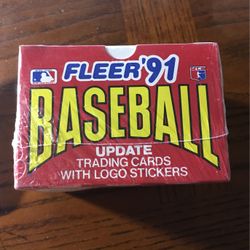 FLEER '91
BASEBALL
UPDATE
TRADING CARDS
WITH LOGO STICKERS